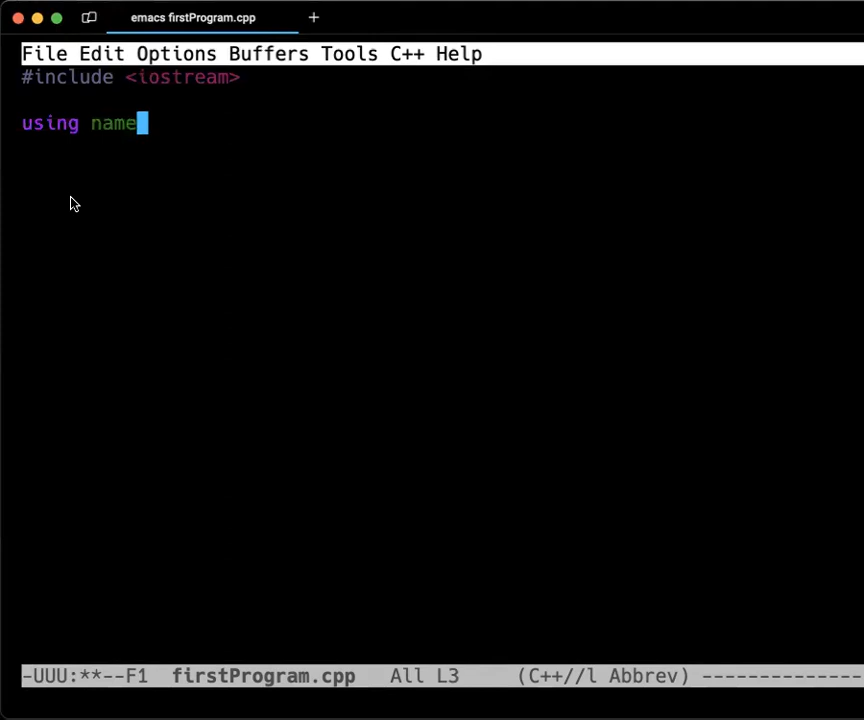 emacs firstProgram.cpp +
File Edit Options Buffers Tools C++ Help
#include <iostream>
using name
-UUU:**--F1 firstProgram.cpp All L3 (C++//l Abbrev) --------------